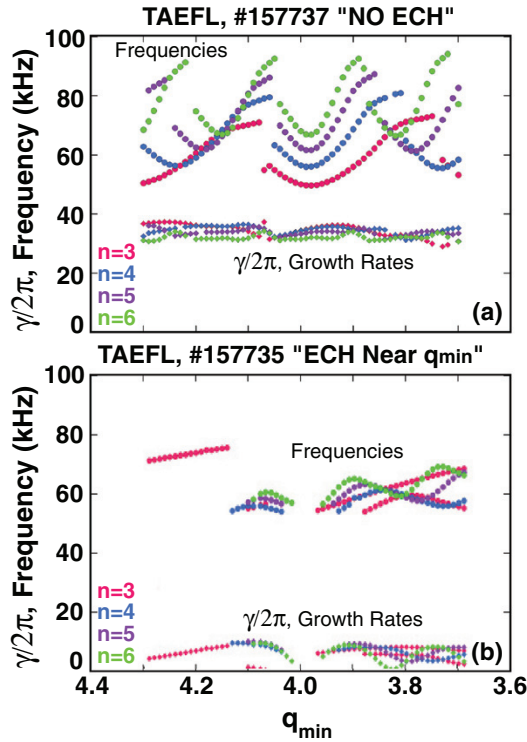 TAEFL, #157737 "NO ECH"
γ/2π, Frequency (kHz)
100
80
60
40
20
0
Frequencies
γ/2π, Growth Rates
n=3
n=4
n=5
n=6
(a)
TAEFL, #157735 "ECH Near qmin"
γ/2π, Frequency (kHz)
100
80
60
40
20
0
Frequencies
γ/2π, Growth Rates
n=3
n=4
n=5
n=6
(b)
4.4 4.2 4.0 3.8 3.6
qmin